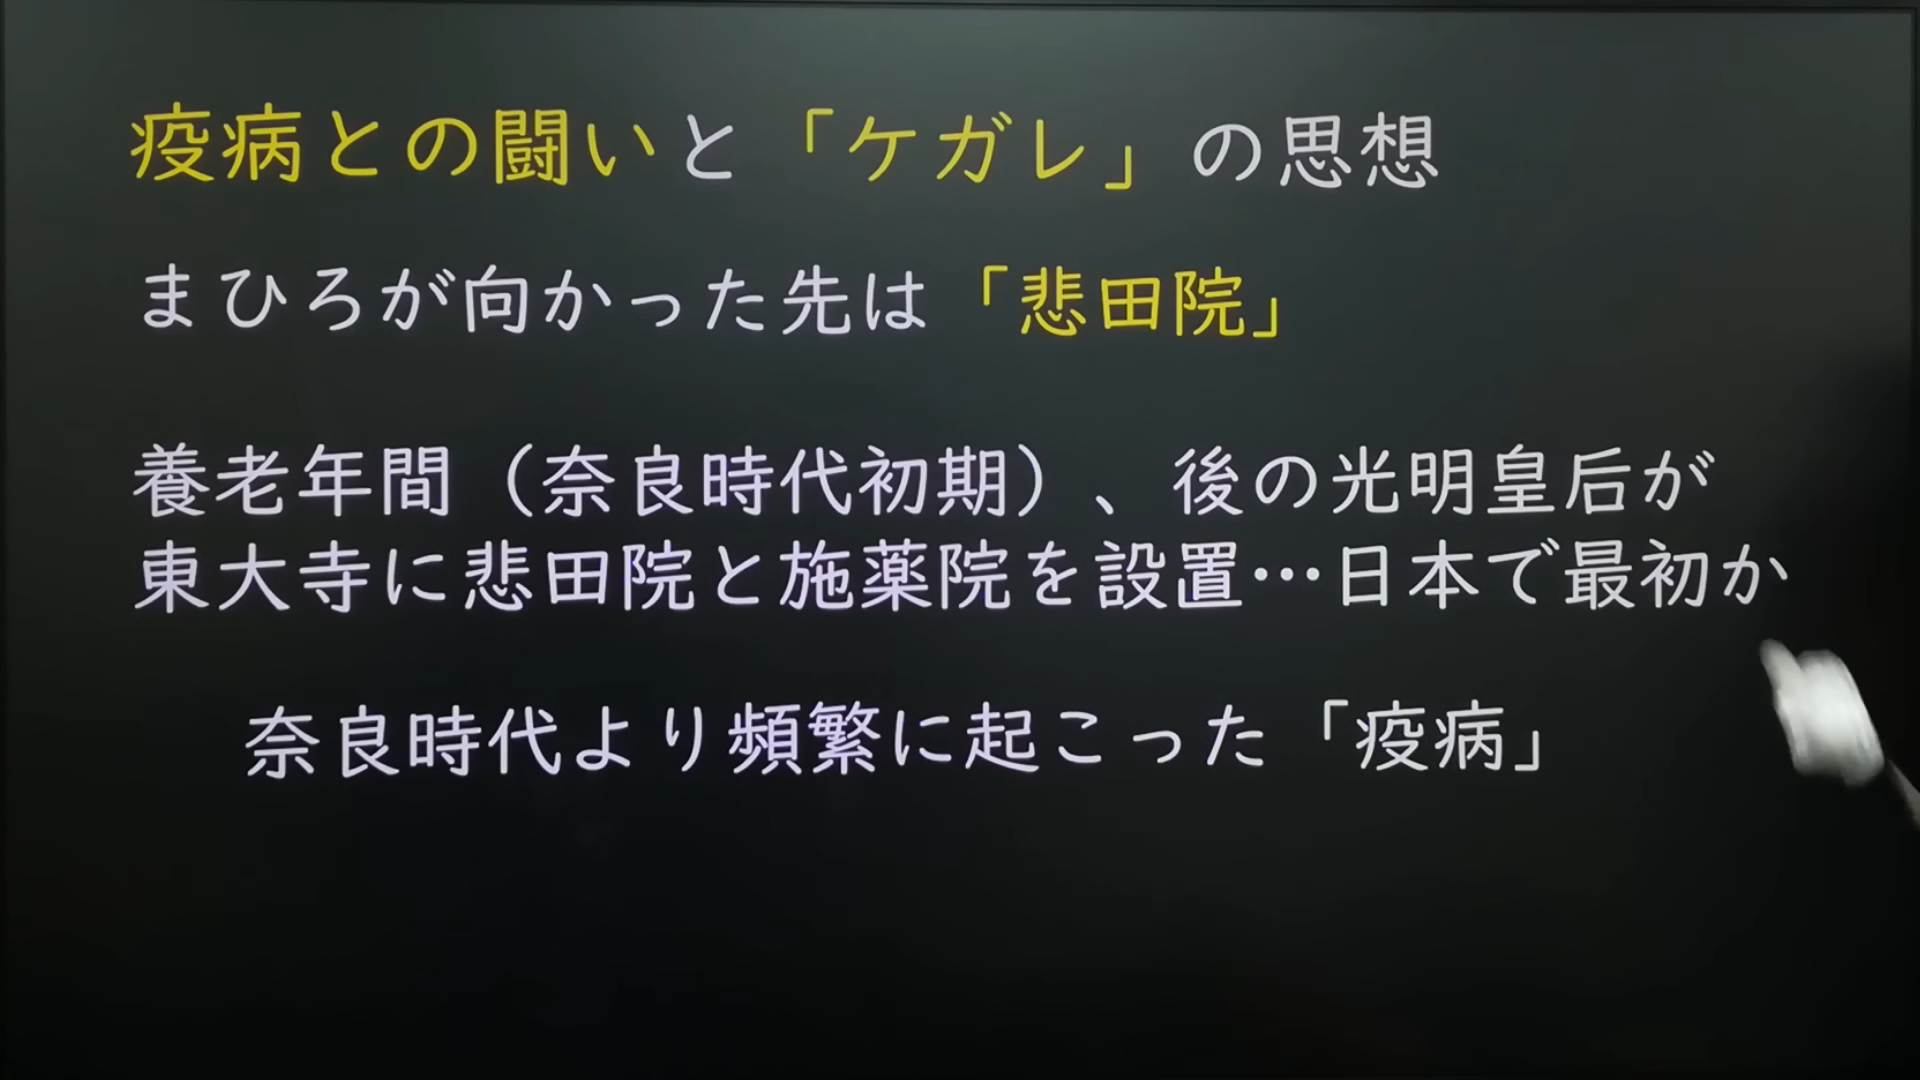 疫病との闘いと「ケガレ」の思想
まひろが向かった先は「悲田院」
養老年間（奈良時代初期）、後の光明皇后が
東大寺に悲田院と施薬院を設置…日本で最初か
奈良時代より頻繁に起こった「疫病」